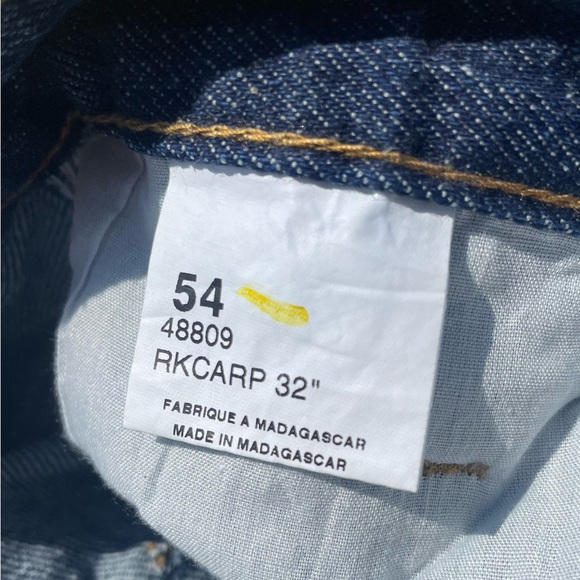 54
48809
RKCARP 32"
FABRIQUE A MADAGASCAR
MADE IN MADAGASCAR